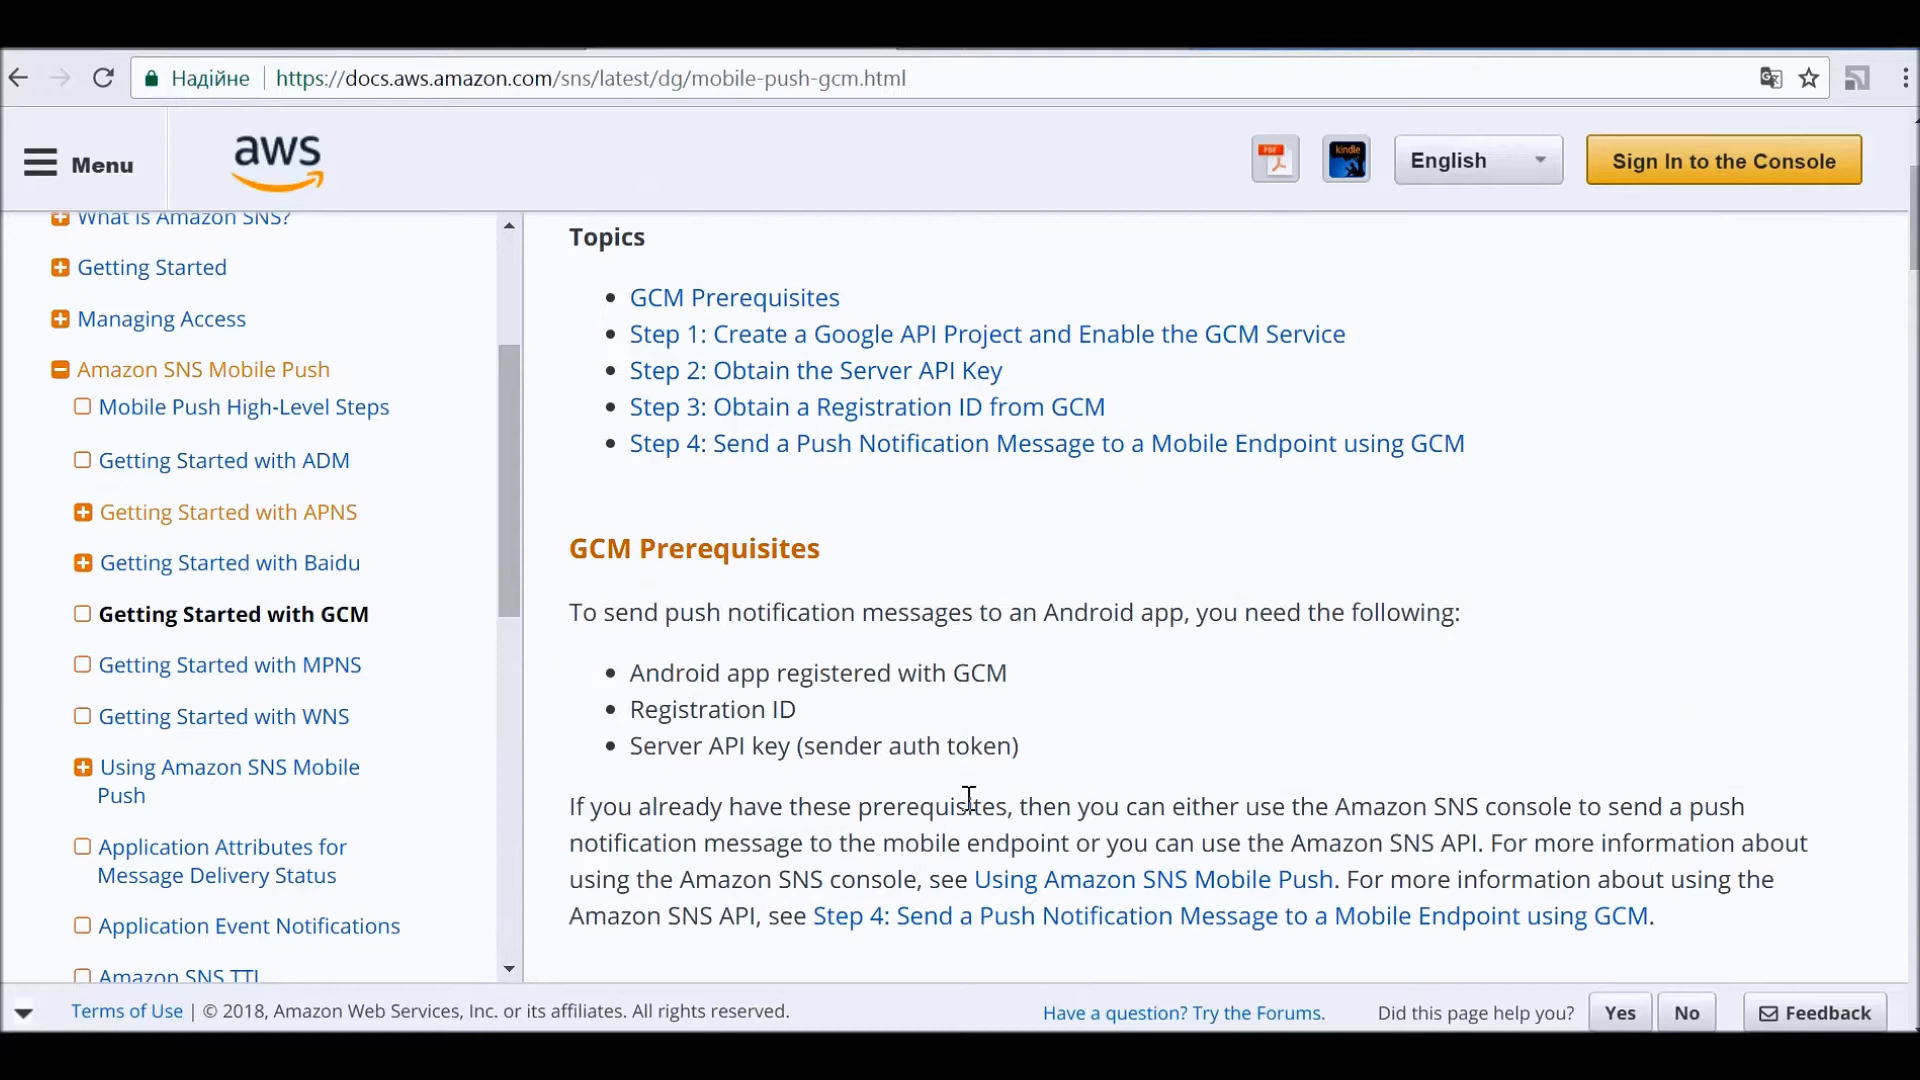 Надійне
https://docs.aws.amazon.com/sns/latest/dg/mobile-push-gcm.html
Menu
aws
PDF
kindle
English
Sign In to the Console
What is Amazon SNS?
Getting Started
Managing Access
Amazon SNS Mobile Push
Mobile Push High-Level Steps
Getting Started with ADM
Getting Started with APNS
Getting Started with Baidu
Getting Started with GCM
Getting Started with MPNS
Getting Started with WNS
Using Amazon SNS Mobile
Push
Application Attributes for
Message Delivery Status
Application Event Notifications
Amazon SNS TTL
Topics
GCM Prerequisites
Step 1: Create a Google API Project and Enable the GCM Service
Step 2: Obtain the Server API Key
Step 3: Obtain a Registration ID from GCM
Step 4: Send a Push Notification Message to a Mobile Endpoint using GCM
GCM Prerequisites
To send push notification messages to an Android app, you need the following:
Android app registered with GCM
Registration ID
Server API key (sender auth token)
If you already have these prerequisites, then you can either use the Amazon SNS console to send a push
notification message to the mobile endpoint or you can use the Amazon SNS API. For more information about
using the Amazon SNS console, see Using Amazon SNS Mobile Push. For more information about using the
Amazon SNS API, see Step 4: Send a Push Notification Message to a Mobile Endpoint using GCM.
Terms of Use | © 2018, Amazon Web Services, Inc. or its affiliates. All rights reserved.
Have a question? Try the Forums.
Did this page help you?
Yes
No
Feedback